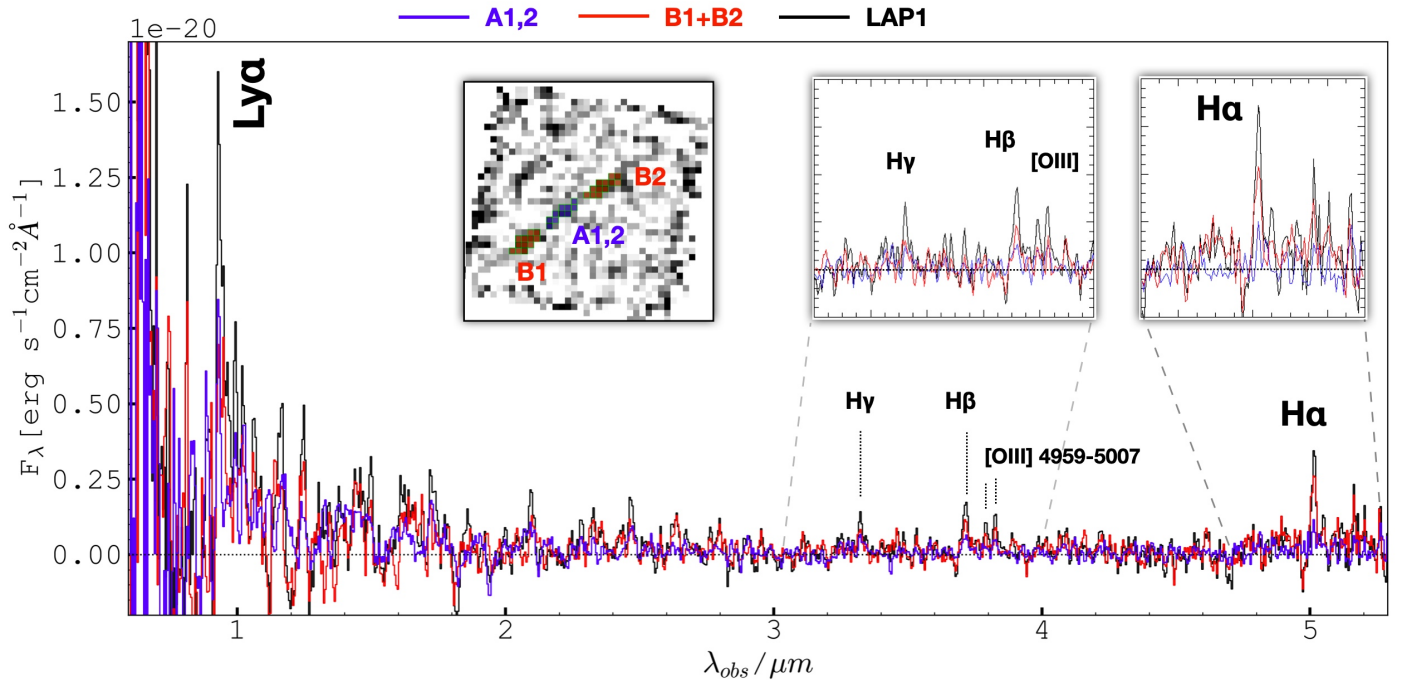 A1,2 B1+B2 LAP1
1e-20
Lyα
1.50
1.25
1.00
0.75
0.50
0.25
0.00
F_λ [erg s⁻¹cm⁻²Å⁻¹]
B2
A1,2
B1
Hγ
Hβ
[OIII]
Hα
Hγ
Hβ
[OIII] 4959-5007
Hα
1 2 3 4 5
λ_obs/μm